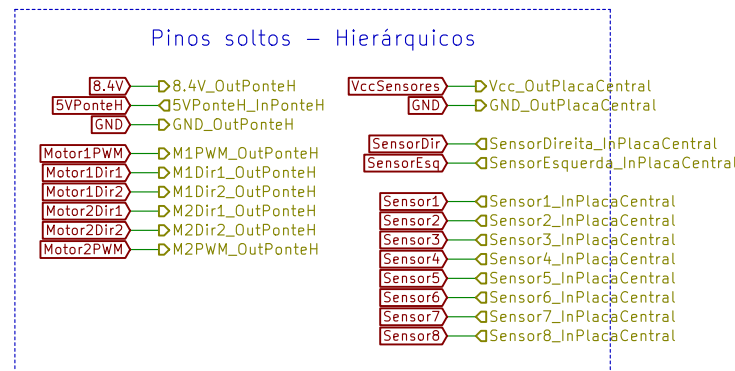 Pinos soltos – Hierárquicos
8.4V 8.4V_OutPonteH
5VPonteH 5VPonteH_InPonteH
GND GND_OutPonteH
Motor1PWM M1PWM_OutPonteH
Motor1Dir1 M1Dir1_OutPonteH
Motor1Dir2 M1Dir2_OutPonteH
Motor2Dir1 M2Dir1_OutPonteH
Motor2Dir2 M2Dir2_OutPonteH
Motor2PWM M2PWM_OutPonteH
VccSensores Vcc_OutPlacaCentral
GND GND_OutPlacaCentral
SensorDir SensorDireita_InPlacaCentral
SensorEsq SensorEsquerda_InPlacaCentral
Sensor1 Sensor1_InPlacaCentral
Sensor2 Sensor2_InPlacaCentral
Sensor3 Sensor3_InPlacaCentral
Sensor4 Sensor4_InPlacaCentral
Sensor5 Sensor5_InPlacaCentral
Sensor6 Sensor6_InPlacaCentral
Sensor7 Sensor7_InPlacaCentral
Sensor8 Sensor8_InPlacaCentral